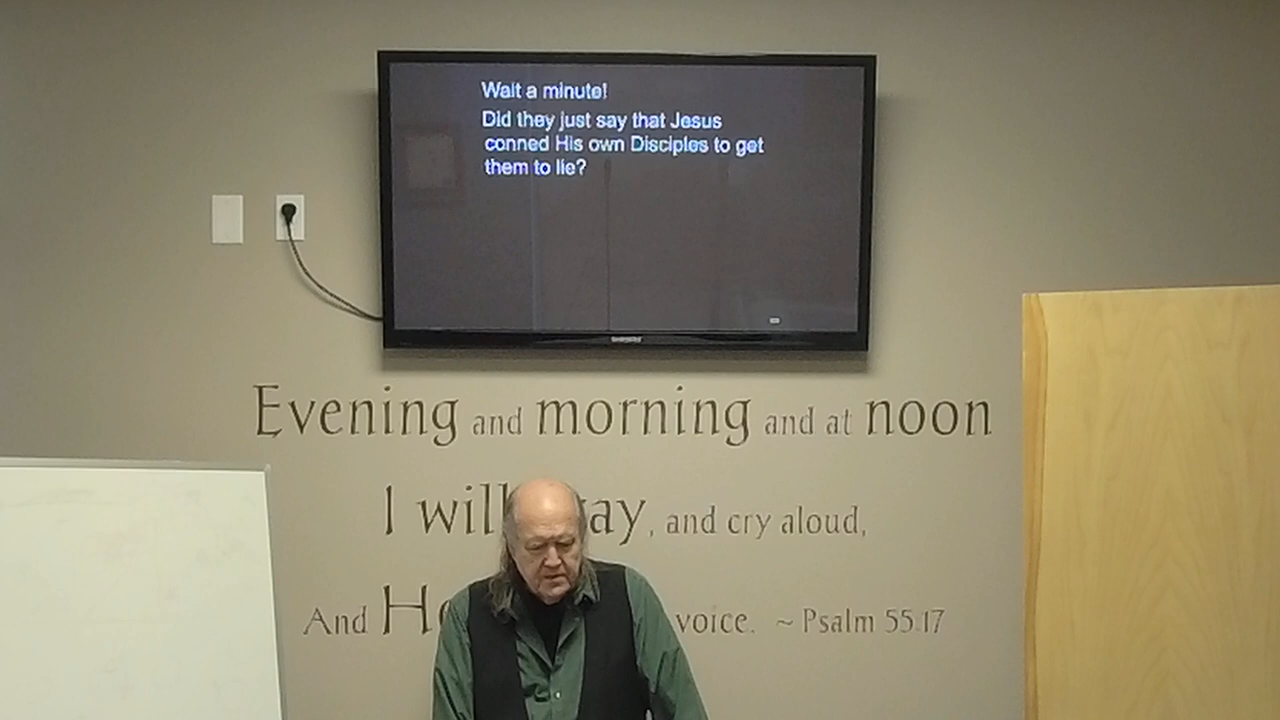 Wait a minute!
Did they just say that Jesus
conned His own Disciples to get
them to lie?
Evening and morning and at noon
I will ay, and cry aloud,
And H voice. ~ Psalm 55:17